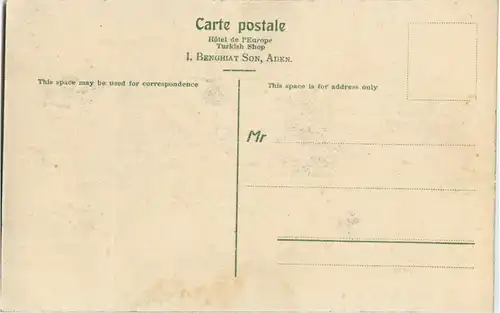 Carte postale
Hôtel de l'Europe
Turkish Shop
I. Benghiat Son, Aden.
This space may be used for correspondence
This space is for address only
Mr